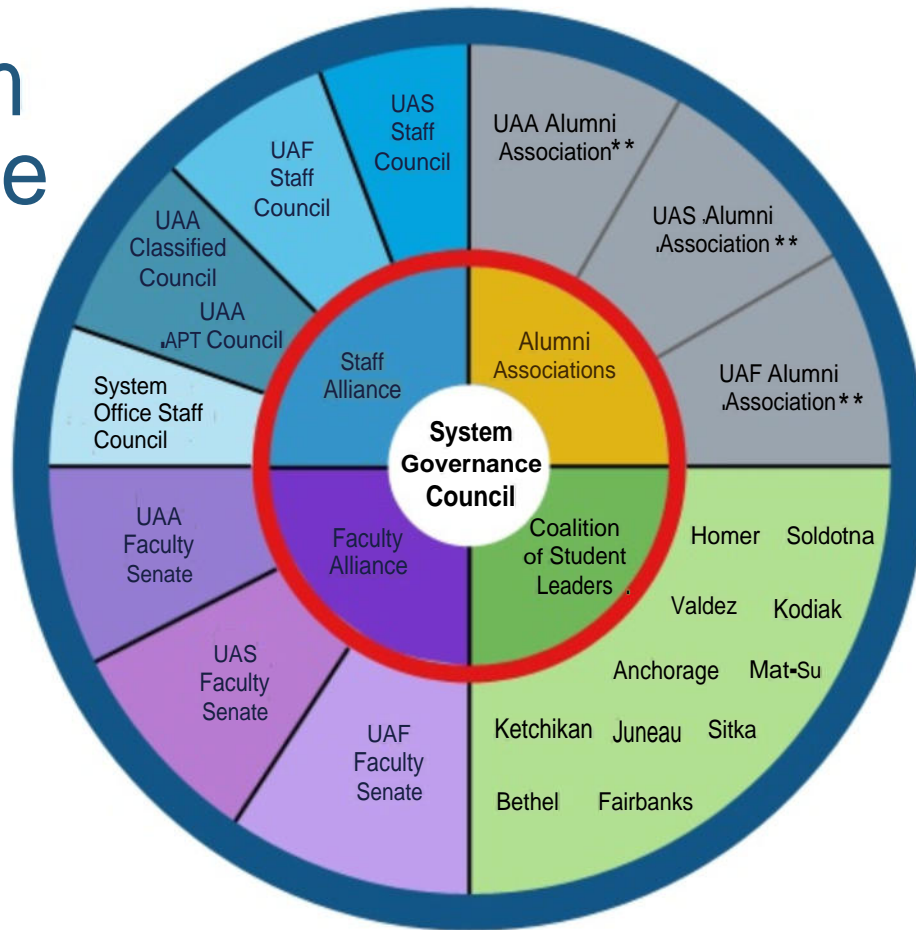 UAS
Staff
Council
UAF
Staff
Council
UAA
Classified
Council
UAA
APT Council
System
Office Staff
Council
UAA Alumni
Association**
UAS Alumni
Association **
UAF Alumni
Association**
Staff
Alliance
Alumni
Associations
System
Governance
Council
Faculty
Alliance
Coalition
of Student
Leaders
UAA
Faculty
Senate
UAS
Faculty
Senate
UAF
Faculty
Senate
Homer Soldotna
Valdez Kodiak
Anchorage Mat-Su
Ketchikan Juneau Sitka
Bethel Fairbanks